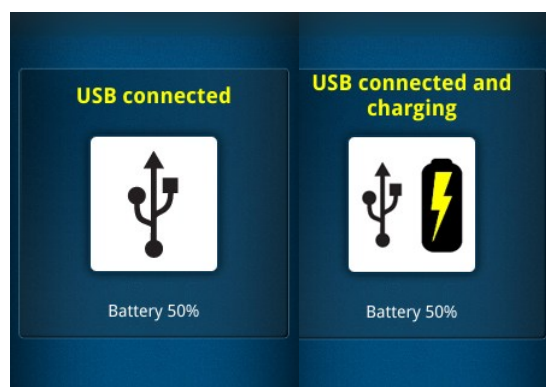 USB connected
Battery 50%
USB connected and
charging
Battery 50%